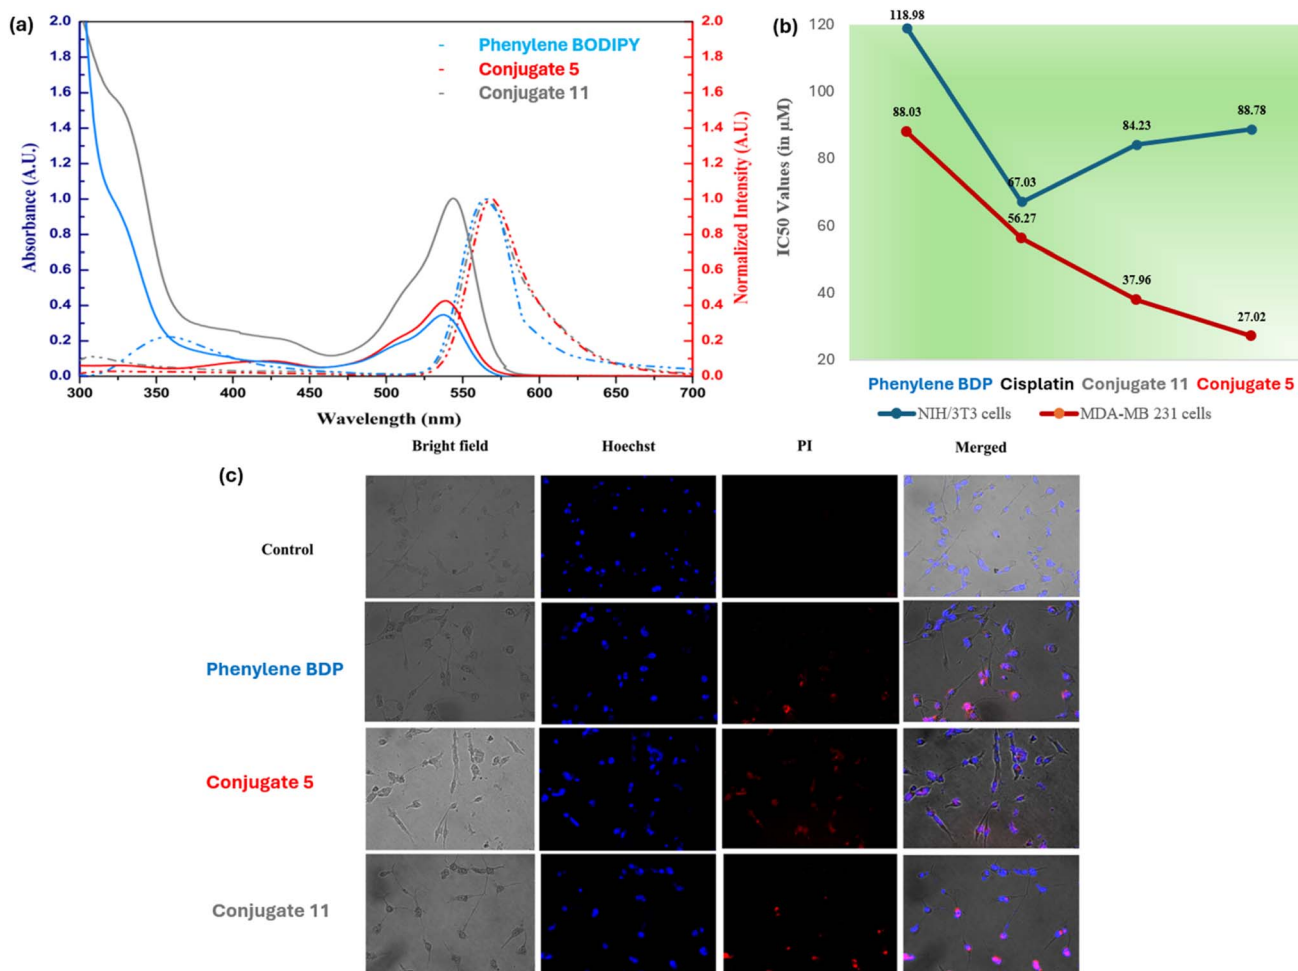 (a)
2.0
1.8
1.6
1.4
1.2
1.0
0.8
0.6
0.4
0.2
0.0
Absorbance (A.U.)
300 350 400 450 500 550 600 650 700
Wavelength (nm)
2.0
1.8
1.6
1.4
1.2
1.0
0.8
0.6
0.4
0.2
0.0
Normalized Intensity (A.U.)
Phenylene BODIPY
Conjugate 5
Conjugate 11
(b)
120
100
80
60
40
20
IC50 Values (in µM)
118.98
88.03
67.03
56.27
84.23
37.96
88.78
27.02
Phenylene BDP Cisplatin Conjugate 11 Conjugate 5
NIH/3T3 cells MDA-MB 231 cells
(c)
Bright field Hoechst PI Merged
Control
Phenylene BDP
Conjugate 5
Conjugate 11